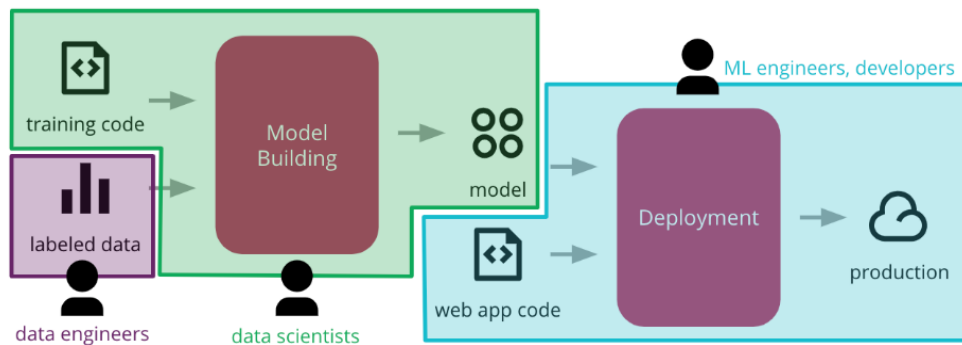 training code
labeled data
data engineers
Model
Building
model
data scientists
ML engineers, developers
web app code
Deployment
production